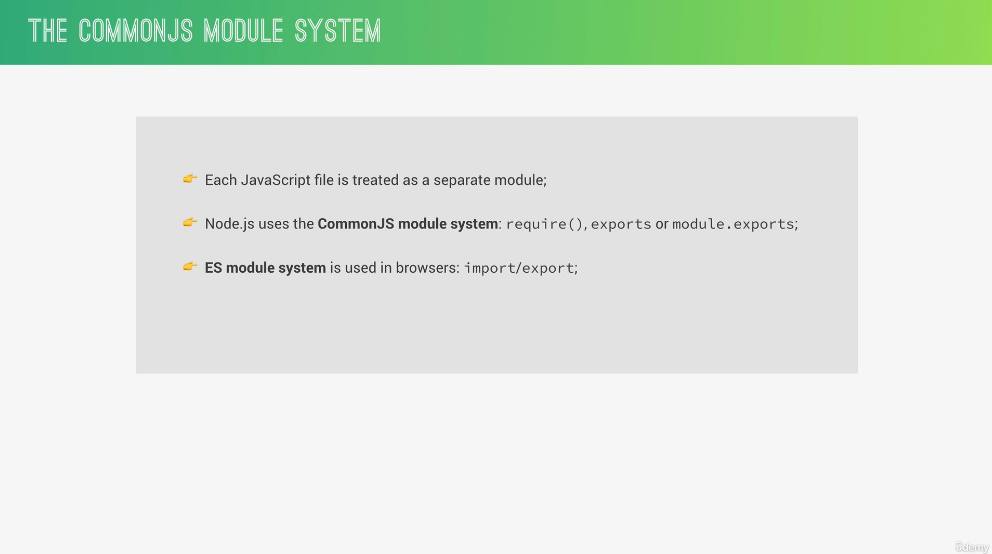 THE COMMONJS MODULE SYSTEM
👉 Each JavaScript file is treated as a separate module;
👉 Node.js uses the CommonJS module system: require(), exports or module.exports;
👉 ES module system is used in browsers: import/export;
ûdemy